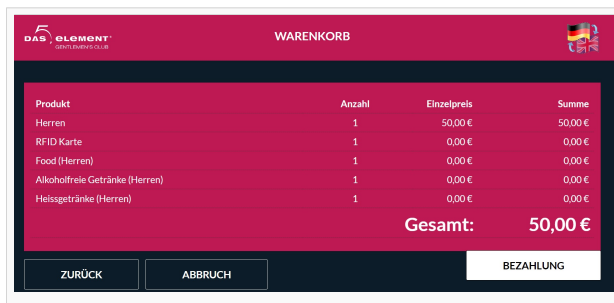 5
DAS ELEMENT
GENTLEMEN'S CLUB
WARENKORB
Produkt Anzahl Einzelpreis Summe
Herren 1 50,00 € 50,00 €
RFID Karte 1 0,00 € 0,00 €
Food (Herren) 1 0,00 € 0,00 €
Alkoholfreie Getränke (Herren) 1 0,00 € 0,00 €
Heissgetränke (Herren) 1 0,00 € 0,00 €
Gesamt: 50,00 €
ZURÜCK ABBRUCH BEZAHLUNG